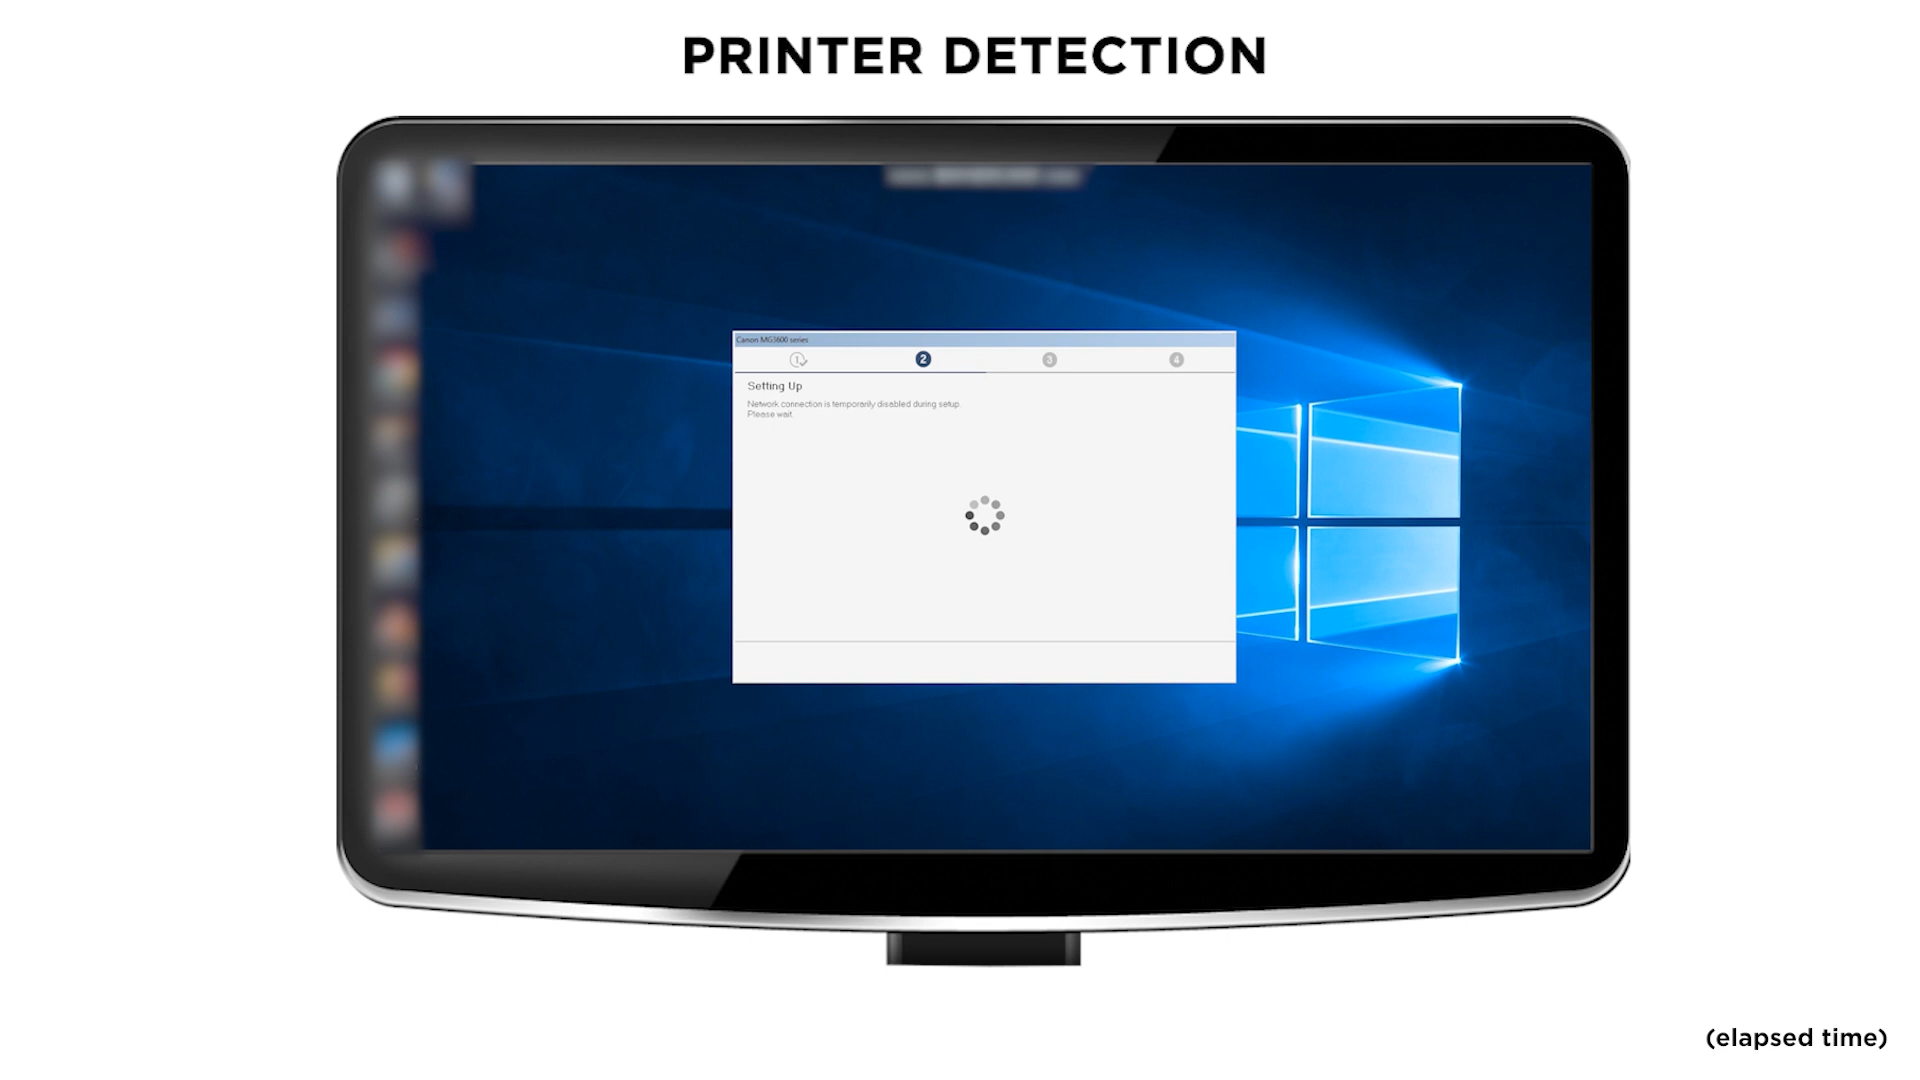 PRINTER DETECTION
Canon MG3600 series
1 2 3 4
Setting Up
Network connection is temporarily disabled during setup.
Please wait.
(elapsed time)